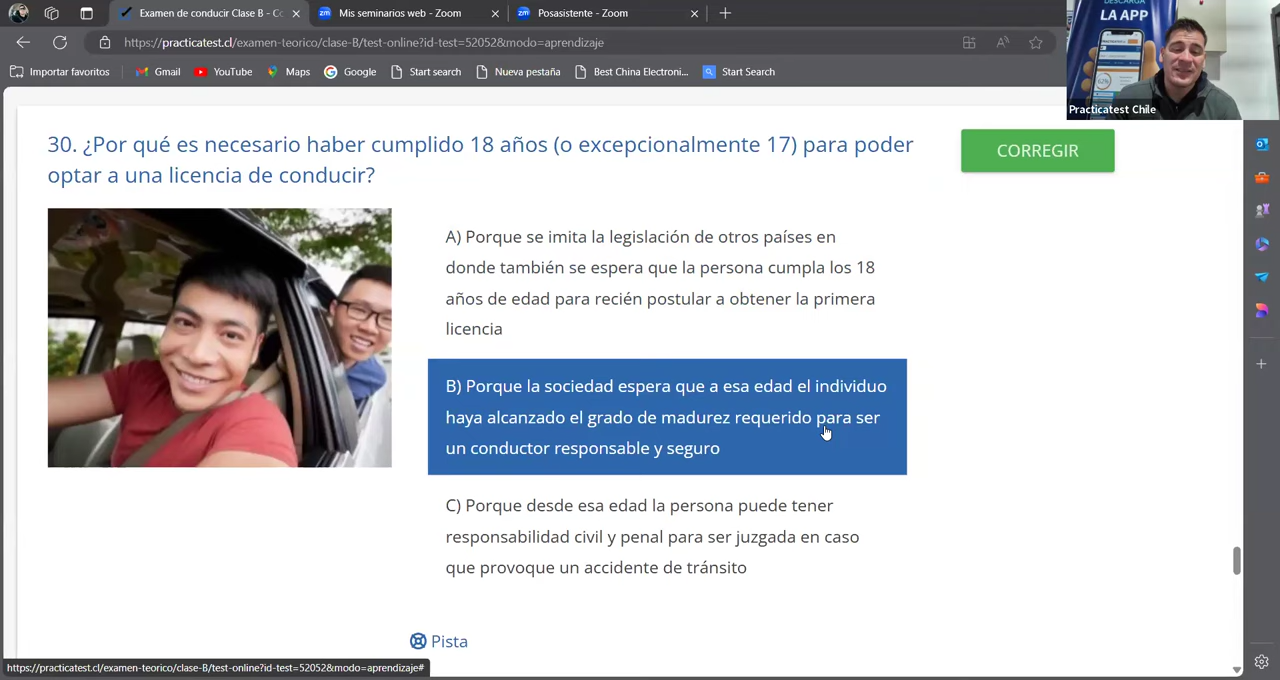 Examen de conducir Clase B - Co
Mis seminarios web - Zoom
Posasistente - Zoom
https://practicatest.cl/examen-teorico/clase-B/test-online?id-test=52052&modo=aprendizaje
Importar favoritos
Gmail
YouTube
Maps
Google
Start search
Nueva pestaña
Best China Electroni...
Start Search
DESCARGA
LA APP
Practicatest Chile
30. ¿Por qué es necesario haber cumplido 18 años (o excepcionalmente 17) para poder
optar a una licencia de conducir?
CORREGIR
A) Porque se imita la legislación de otros países en
donde también se espera que la persona cumpla los 18
años de edad para recién postular a obtener la primera
licencia
B) Porque la sociedad espera que a esa edad el individuo
haya alcanzado el grado de madurez requerido para ser
un conductor responsable y seguro
C) Porque desde esa edad la persona puede tener
responsabilidad civil y penal para ser juzgada en caso
que provoque un accidente de tránsito
Pista
https://practicatest.cl/examen-teorico/clase-B/test-online?id-test=52052&modo=aprendizaje#